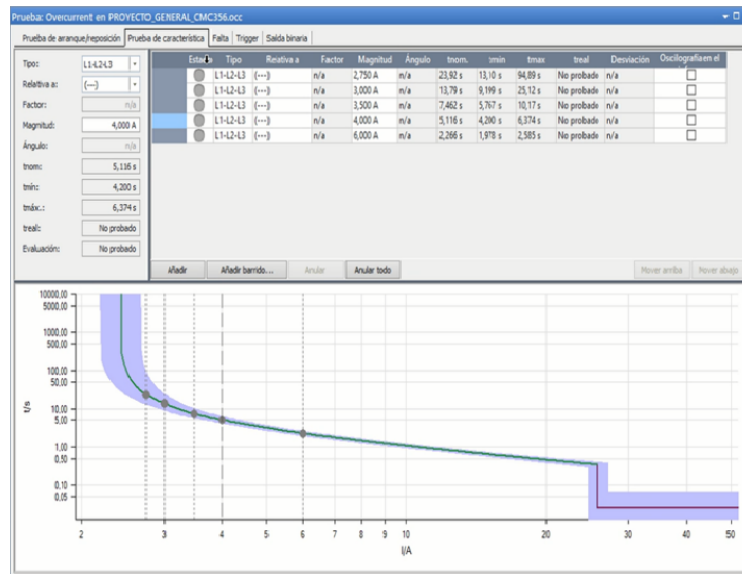 Prueba: Overcurrent en PROYECTO_GENERAL_CMC356.occ
Prueba de arranque/reposición Prueba de característica Falta Trigger Salida binaria
Tipo: L1-L2-L3
Relativa a: (---)
Factor: n/a
Magnitud: 4,000 A
Ángulo: n/a
tnom: 5,116 s
tmín: 4,200 s
tmáx.: 6,374 s
treal: No probado
Evaluación: No probado
Estado Tipo Relativa a Factor Magnitud Ángulo tnom. tmin tmax treal Desviación Oscilografía en el
L1-L2-L3 (---) n/a 2,750 A n/a 23,92 s 13,10 s 94,89 s No probado n/a
L1-L2-L3 (---) n/a 3,000 A n/a 13,79 s 9,199 s 25,12 s No probado n/a
L1-L2-L3 (---) n/a 3,500 A n/a 7,462 s 5,767 s 10,17 s No probado n/a
L1-L2-L3 (---) n/a 4,000 A n/a 5,116 s 4,200 s 6,374 s No probado n/a
L1-L2-L3 (---) n/a 6,000 A n/a 2,266 s 1,978 s 2,585 s No probado n/a
Añadir Añadir barrido... Anular Anular todo Mover arriba Mover abajo
10000,00
5000,00
1000,00
500,00
100,00
50,00
10,00
5,00
1,00
0,50
0,10
0,05
t/s
2 3 4 5 6 7 8 9 10 20 30 40 50
I/A